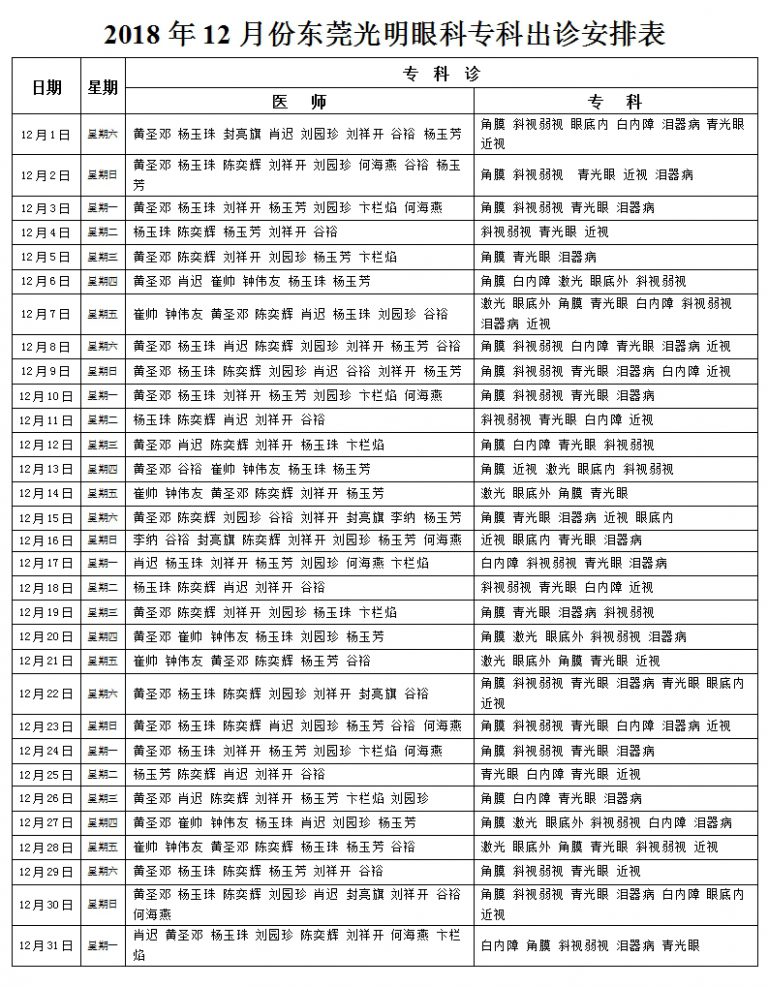 2018年12月份东莞光明眼科专科出诊安排表
日期 星期 专 科 诊
医 师 专 科
12月1日 星期六 黄圣邓 杨玉珠 封亮旗 肖迟 刘园珍 刘祥开 谷裕 杨玉芳 角膜 斜视弱视 眼底内 白内障 泪器病 青光眼
近视
12月2日 星期日 黄圣邓 杨玉珠 陈奕辉 刘祥开 刘园珍 何海燕 谷裕 杨玉
芳 角膜 斜视弱视 青光眼 近视 泪器病
12月3日 星期一 黄圣邓 杨玉珠 刘祥开 杨玉芳 刘园珍 卞栏焰 何海燕 角膜 斜视弱视 青光眼 泪器病
12月4日 星期二 杨玉珠 陈奕辉 杨玉芳 刘祥开 谷裕 斜视弱视 青光眼 近视
12月5日 星期三 黄圣邓 陈奕辉 刘祥开 刘园珍 杨玉芳 卞栏焰 角膜 青光眼 泪器病
12月6日 星期四 黄圣邓 肖迟 崔帅 钟伟友 杨玉珠 杨玉芳 角膜 白内障 激光 眼底外 斜视弱视
12月7日 星期五 崔帅 钟伟友 黄圣邓 陈奕辉 肖迟 杨玉珠 刘园珍 谷裕 激光 眼底外 角膜 青光眼 白内障 斜视弱视
泪器病 近视
12月8日 星期六 黄圣邓 杨玉珠 肖迟 陈奕辉 刘园珍 刘祥开 杨玉芳 谷裕 角膜 斜视弱视 白内障 青光眼 泪器病 近视
12月9日 星期日 黄圣邓 杨玉珠 陈奕辉 刘园珍 肖迟 谷裕 刘祥开 杨玉芳 角膜 斜视弱视 青光眼 泪器病 白内障 近视
12月10日 星期一 黄圣邓 杨玉珠 刘祥开 杨玉芳 刘园珍 卞栏焰 何海燕 角膜 斜视弱视 青光眼 泪器病
12月11日 星期二 杨玉珠 陈奕辉 肖迟 刘祥开 谷裕 斜视弱视 青光眼 白内障 近视
12月12日 星期三 黄圣邓 肖迟 陈奕辉 刘祥开 杨玉珠 卞栏焰 角膜 白内障 青光眼 斜视弱视
12月13日 星期四 黄圣邓 谷裕 崔帅 钟伟友 杨玉珠 杨玉芳 角膜 近视 激光 眼底内 斜视弱视
12月14日 星期五 崔帅 钟伟友 黄圣邓 陈奕辉 刘祥开 杨玉芳 激光 眼底外 角膜 青光眼
12月15日 星期六 黄圣邓 陈奕辉 刘园珍 谷裕 刘祥开 封亮旗 李纳 杨玉芳 角膜 青光眼 泪器病 近视 眼底内
12月16日 星期日 李纳 谷裕 封亮旗 陈奕辉 刘祥开 刘园珍 杨玉芳 何海燕 近视 眼底内 青光眼 泪器病
12月17日 星期一 肖迟 杨玉珠 刘祥开 杨玉芳 刘园珍 何海燕 卞栏焰 白内障 斜视弱视 青光眼 泪器病
12月18日 星期二 杨玉珠 陈奕辉 肖迟 刘祥开 谷裕 斜视弱视 青光眼 白内障 近视
12月19日 星期三 黄圣邓 陈奕辉 刘祥开 刘园珍 杨玉珠 卞栏焰 角膜 青光眼 泪器病 斜视弱视
12月20日 星期四 黄圣邓 崔帅 钟伟友 杨玉珠 刘园珍 杨玉芳 角膜 激光 眼底外 斜视弱视 泪器病
12月21日 星期五 崔帅 钟伟友 黄圣邓 陈奕辉 杨玉芳 谷裕 激光 眼底外 角膜 青光眼 近视
12月22日 星期六 黄圣邓 杨玉珠 陈奕辉 刘园珍 刘祥开 封亮旗 谷裕 角膜 斜视弱视 青光眼 泪器病 青光眼 眼底内
近视
12月23日 星期日 黄圣邓 杨玉珠 陈奕辉 肖迟 刘园珍 杨玉芳 谷裕 何海燕 角膜 斜视弱视 青光眼 白内障 泪器病 近视
12月24日 星期一 黄圣邓 杨玉珠 刘祥开 杨玉芳 刘园珍 卞栏焰 何海燕 角膜 斜视弱视 青光眼 泪器病
12月25日 星期二 杨玉芳 陈奕辉 肖迟 刘祥开 谷裕 青光眼 白内障 青光眼 近视
12月26日 星期三 黄圣邓 肖迟 陈奕辉 刘祥开 杨玉芳 卞栏焰 刘园珍 角膜 白内障 青光眼 泪器病
12月27日 星期四 黄圣邓 崔帅 钟伟友 杨玉珠 肖迟 刘园珍 杨玉芳 角膜 激光 眼底外 斜视弱视 白内障 泪器病
12月28日 星期五 崔帅 钟伟友 黄圣邓 陈奕辉 杨玉珠 杨玉芳 谷裕 激光 眼底外 角膜 青光眼 斜视弱视 近视
12月29日 星期六 黄圣邓 杨玉珠 陈奕辉 杨玉芳 刘祥开 谷裕 角膜 斜视弱视 青光眼 近视
12月30日 星期日 黄圣邓 杨玉珠 陈奕辉 刘园珍 肖迟 封亮旗 刘祥开 谷裕
何海燕 角膜 斜视弱视 青光眼 泪器病 白内障 眼底内
近视
12月31日 星期一 肖迟 黄圣邓 杨玉珠 刘园珍 陈奕辉 刘祥开 何海燕 卞栏
焰 白内障 角膜 斜视弱视 泪器病 青光眼